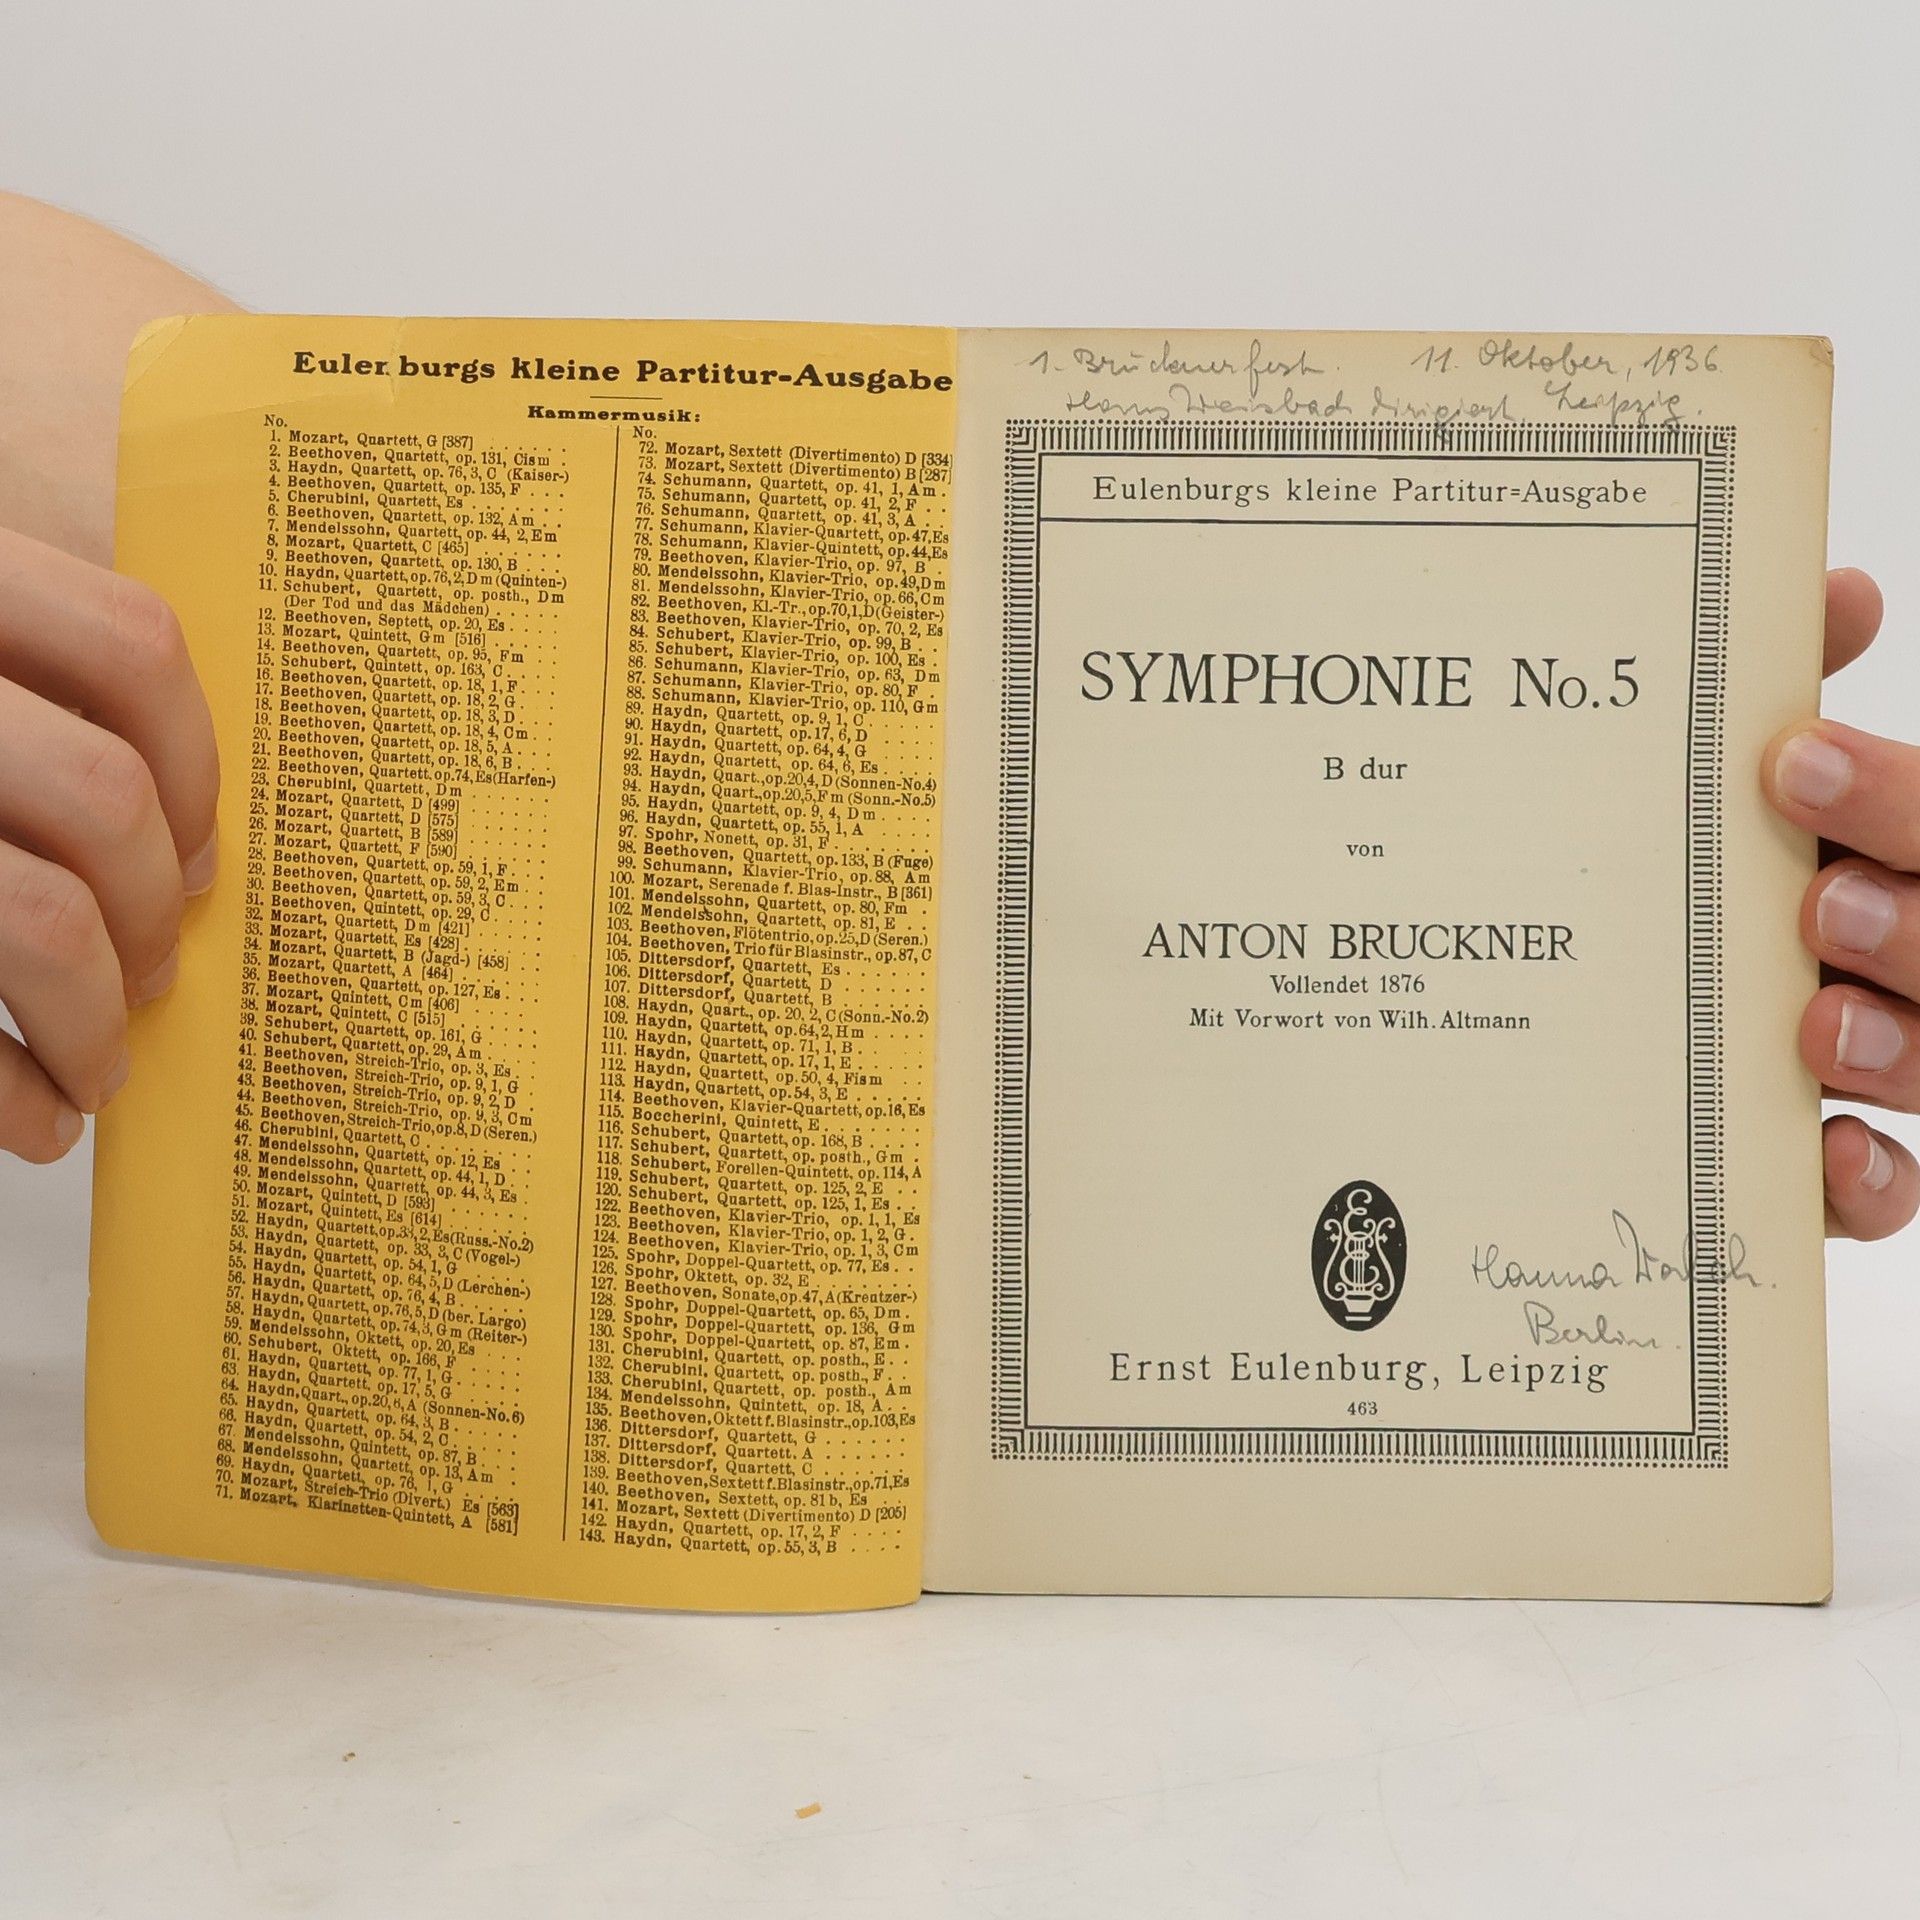 Eulenburgs kleine Partitur-Ausgabe
Kammermusik:
No.
1. Mozart, Quartett, G [387]
2. Beethoven, Quartett, op. 131, Cism
3. Haydn, Quartett, op. 76, 3, C (Kaiser-)
4. Beethoven, Quartett, op. 135, F
5. Cherubini, Quartett, Es
6. Beethoven, Quartett, op. 132, Am
7. Mendelssohn, Quartett, op. 44, 2, Em
8. Mozart, Quartett, C [465]
9. Beethoven, Quartett, op. 130, B
10. Haydn, Quartett, op. 76, 2, Dm (Quinten-)
11. Schubert, Quartett, op. posth., Dm
(Der Tod und das Mädchen)
12. Beethoven, Septett, op. 20, Es
13. Mozart, Quintett, Gm [516]
14. Beethoven, Quartett, op. 95, Fm
15. Schubert, Quintett, op. 163, C
16. Beethoven, Quartett, op. 18, 1, F
17. Beethoven, Quartett, op. 18, 2, G
18. Beethoven, Quartett, op. 18, 3, D
19. Beethoven, Quartett, op. 18, 4, Cm
20. Beethoven, Quartett, op. 18, 5, A
21. Beethoven, Quartett, op. 18, 6, B
22. Beethoven, Quartett. op. 74, Es (Harfen-)
23. Cherubini, Quartett, Dm
24. Mozart, Quartett, D [499]
25. Mozart, Quartett, D [575]
26. Mozart, Quartett, B [589]
27. Mozart, Quartett, F [590]
28. Beethoven, Quartett, op. 59, 1, F
29. Beethoven, Quartett, op. 59, 2, Em
30. Beethoven, Quartett, op. 59, 3, C
31. Beethoven, Quintett, op. 29, C
32. Mozart, Quartett, Dm [421]
33. Mozart, Quartett, Es [428]
34. Mozart, Quartett, B (Jagd-) [458]
35. Mozart, Quartett, A [464]
36. Beethoven, Quartett, op. 127, Es
37. Mozart, Quintett, Cm [406]
38. Mozart, Quintett, C [515]
39. Schubert, Quartett, op. 161, G
40. Schubert, Quartett, op. 29, Am
41. Beethoven, Streich-Trio, op. 3, Es
42. Beethoven, Streich-Trio, op. 9, 1, G
43. Beethoven, Streich-Trio, op. 9, 2, D
44. Beethoven, Streich-Trio, op. 9, 3, Cm
45. Beethoven, Streich-Trio, op. 8, D (Seren.)
46. Cherubini, Quartett, C
47. Mendelssohn, Quartett, op. 12, Es
48. Mendelssohn, Quartett, op. 44, 1, D
49. Mendelssohn, Quartett, op. 44, 3, Es
50. Mozart, Quintett, D [593]
51. Mozart, Quintett, Es [614]
52. Haydn, Quartett, op. 33, 2, Es (Russ.-No. 2)
53. Haydn, Quartett, op. 33, 3, C (Vogel-)
54. Haydn, Quartett, op. 54, 1, G
55. Haydn, Quartett, op. 64, 5, D (Lerchen-)
56. Haydn, Quartett, op. 76, 4, B
57. Haydn, Quartett, op. 76, 5, D (ber. Largo)
58. Haydn, Quartett, op. 74, 3, Gm (Reiter-)
59. Mendelssohn, Oktett, op. 20, Es
60. Schubert, Oktett, op. 166, F
61. Haydn, Quartett, op. 77, 1, G
63. Haydn, Quartett, op. 17, 5, G
64. Haydn, Quart., op. 20, 6, A (Sonnen-No. 6)
65. Haydn, Quartett, op. 64, 3, B
66. Haydn, Quartett, op. 54, 2, C
67. Mendelssohn, Quintett, op. 87, B
68. Mendelssohn, Quartett, op. 13, Am
69. Haydn, Quartett, op. 76, 1, G
70. Mozart, Streich-Trio (Divert.) Es [563]
71. Mozart, Klarinetten-Quintett, A [581]
No.
72. Mozart, Sextett (Divertimento) D [334]
73. Mozart, Sextett (Divertimento) B [287]
74. Schumann, Quartett, op. 41, 1, Am
75. Schumann, Quartett, op. 41, 2, F
76. Schumann, Quartett, op. 41, 3, A
77. Schumann, Klavier-Quartett, op. 47, Es
78. Schumann, Klavier-Quintett, op. 44, Es
79. Beethoven, Klavier-Trio, op. 97, B
80. Mendelssohn, Klavier-Trio, op. 49, Dm
81. Mendelssohn, Klavier-Trio, op. 66, Cm
82. Beethoven, Kl.-Tr., op. 70, 1, D (Geister-)
83. Beethoven, Klavier-Trio, op. 70, 2, Es
84. Schubert, Klavier-Trio, op. 99, B
85. Schubert, Klavier-Trio, op. 100, Es
86. Schumann, Klavier-Trio, op. 63, Dm
87. Schumann, Klavier-Trio, op. 80, F
88. Schumann, Klavier-Trio, op. 110, Gm
89. Haydn, Quartett, op. 9, 1, C
90. Haydn, Quartett, op. 17, 6, D
91. Haydn, Quartett, op. 64, 4, G
92. Haydn, Quartett, op. 64, 6, Es
93. Haydn, Quart., op. 20, 4, D (Sonnen-No. 4)
94. Haydn, Quart., op. 20, 5, Fm (Sonn.-No. 5)
95. Haydn, Quartett, op. 9, 4, Dm
96. Haydn, Quartett, op. 55, 1, A
97. Spohr, Nonett, op. 31, F
98. Beethoven, Quartett, op. 133, B (Fuge)
99. Schumann, Klavier-Trio, op. 88, Am
100. Mozart, Serenade f. Blas-Instr., B [361]
101. Mendelssohn, Quartett, op. 80, Fm
102. Mendelssohn, Quartett, op. 81, E
103. Beethoven, Flötentrio, op. 25, D (Seren.)
104. Beethoven, Trio für Blasinstr., op. 87, C
105. Dittersdorf, Quartett, Es
106. Dittersdorf, Quartett, D
107. Dittersdorf, Quartett, B
108. Haydn, Quart., op. 20, 2, C (Sonn.-No. 2)
109. Haydn, Quartett, op. 64, 2, Hm
110. Haydn, Quartett, op. 71, 1, B
111. Haydn, Quartett, op. 17, 1, E
112. Haydn, Quartett, op. 50, 4, Fism
113. Haydn, Quartett, op. 54, 3, E
114. Beethoven, Klavier-Quartett, op. 16, Es
115. Boccherini, Quintett, E
116. Schubert, Quartett, op. 168, B
117. Schubert, Quartett, op. posth., Gm
118. Schubert, Forellen-Quintett. op. 114, A
119. Schubert, Quartett, op. 125, 2, E
120. Schubert, Quartett, op. 125, 1, Es
122. Beethoven, Klavier-Trio, op. 1, 1, Es
123. Beethoven, Klavier-Trio, op. 1, 2, G
124. Beethoven, Klavier-Trio, op. 1, 3, Cm
125. Spohr, Doppel-Quartett, op. 77, Es
126. Spohr, Oktett, op. 32, E
127. Beethoven, Sonate, op. 47, A (Kreutzer-)
128. Spohr, Doppel-Quartett, op. 65, Dm
129. Spohr, Doppel-Quartett, op. 136, Gm
130. Spohr, Doppel-Quartett, op. 87, Em
131. Cherubini, Quartett, op. posth., E
132. Cherubini, Quartett, op. posth., F
133. Cherubini, Quartett, op. posth., Am
134. Mendelssohn, Quintett, op. 18, A
135. Beethoven, Oktett f. Blasinstr., op. 103, Es
136. Dittersdorf, Quartett, G
137. Dittersdorf, Quartett. A
138. Dittersdorf, Quartett, C
139. Beethoven, Sextett f. Blasinstr., op. 71, Es
140. Beethoven, Sextett, op. 81b, Es
141. Mozart, Sextett (Divertimento) D [205]
142. Haydn, Quartett, op. 17, 2, F
143. Haydn, Quartett, op. 55, 3, B
1. Brucknerfest. 11. Oktober, 1936
Hans Weisbach dirigiert, Leipzig.
Eulenburgs kleine Partitur=Ausgabe
SYMPHONIE No. 5
B dur
von
ANTON BRUCKNER
Vollendet 1876
Mit Vorwort von Wilh. Altmann
Hanna
Berlin.
Ernst Eulenburg, Leipzig
463